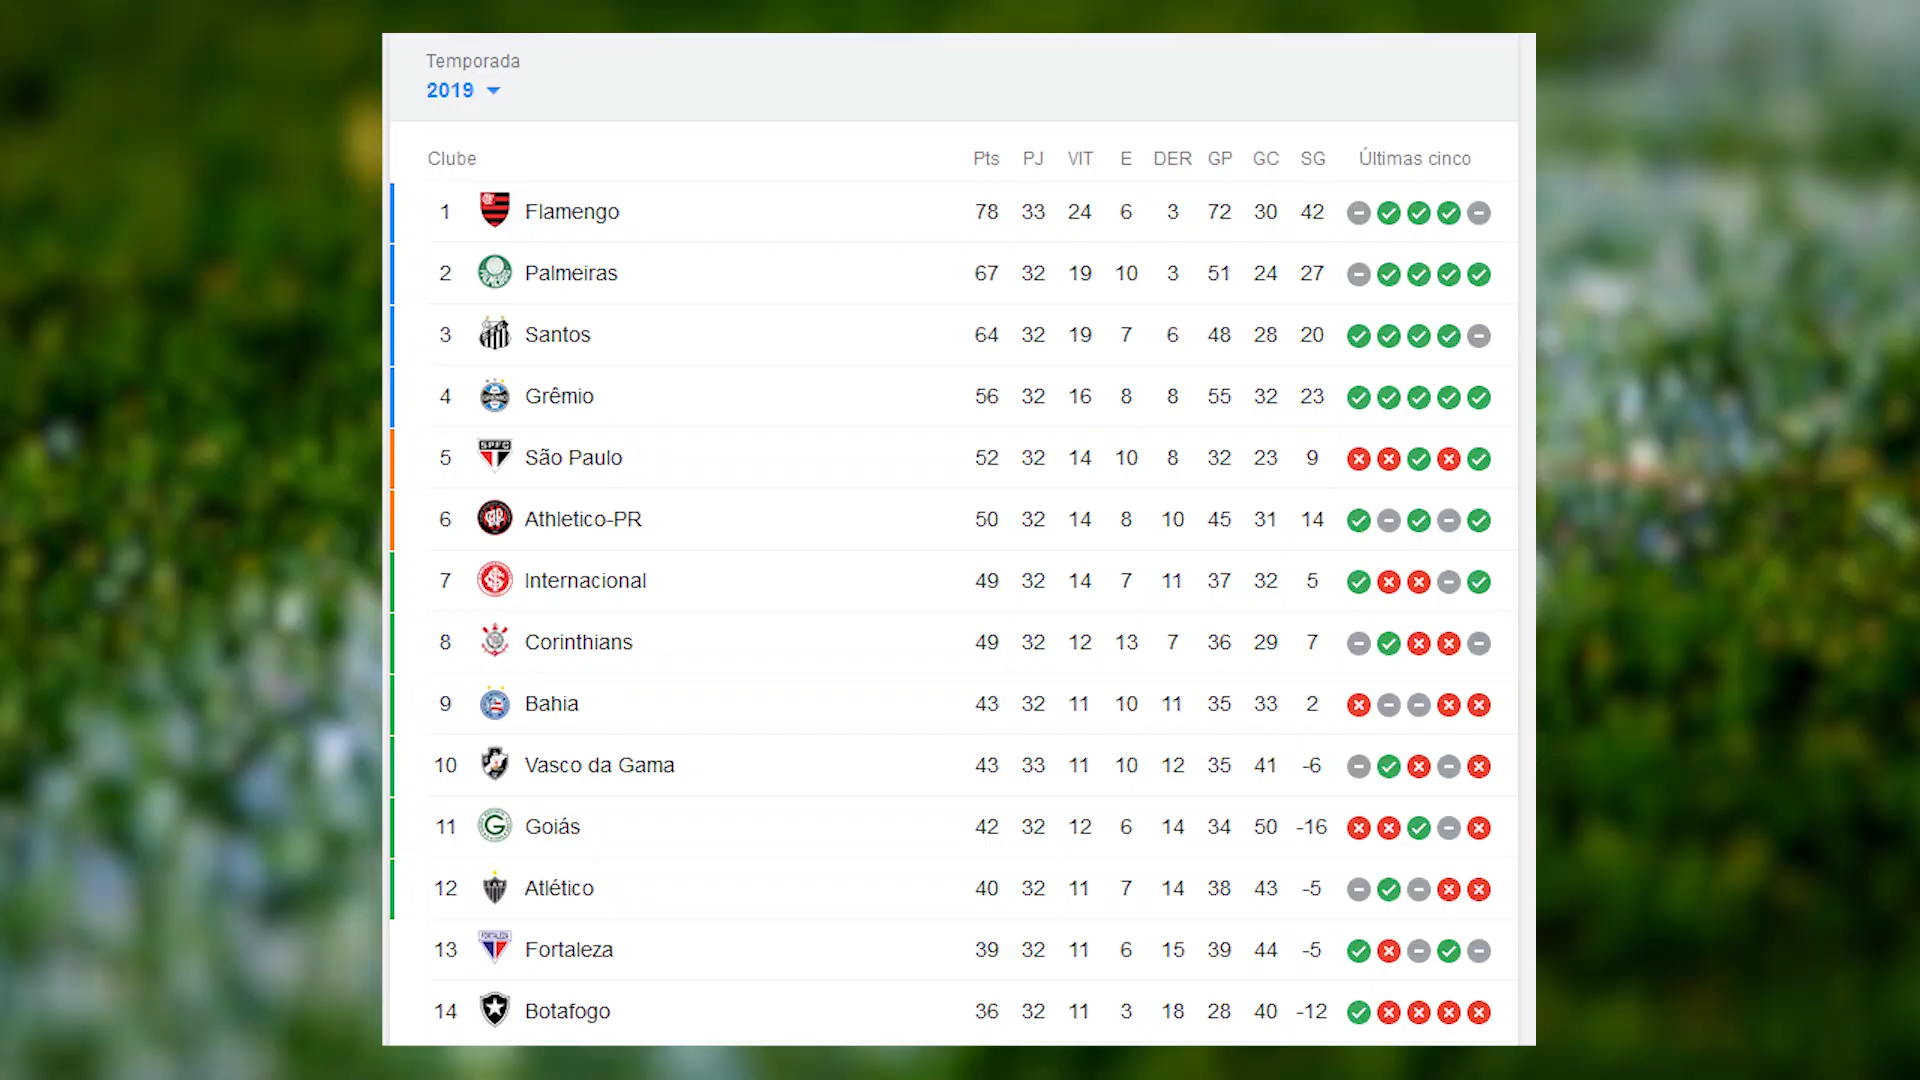 Temporada
2019
Clube Pts PJ VIT E DER GP GC SG Últimas cinco
1 Flamengo 78 33 24 6 3 72 30 42
2 Palmeiras 67 32 19 10 3 51 24 27
3 Santos 64 32 19 7 6 48 28 20
4 Grêmio 56 32 16 8 8 55 32 23
5 São Paulo 52 32 14 10 8 32 23 9
6 Athletico-PR 50 32 14 8 10 45 31 14
7 Internacional 49 32 14 7 11 37 32 5
8 Corinthians 49 32 12 13 7 36 29 7
9 Bahia 43 32 11 10 11 35 33 2
10 Vasco da Gama 43 33 11 10 12 35 41 -6
11 Goiás 42 32 12 6 14 34 50 -16
12 Atlético 40 32 11 7 14 38 43 -5
13 Fortaleza 39 32 11 6 15 39 44 -5
14 Botafogo 36 32 11 3 18 28 40 -12